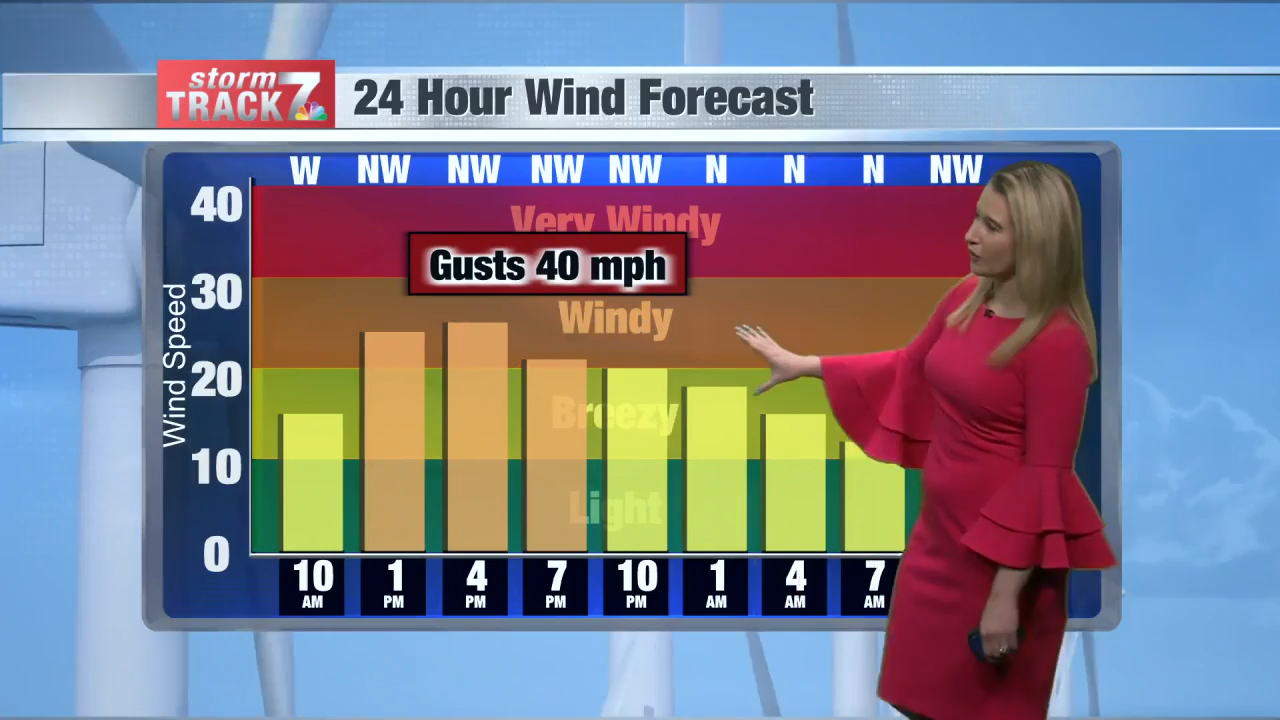 storm
TRACK 7
24 Hour Wind Forecast
W NW NW NW NW N N N NW
40
30
20
10
0
Wind Speed
Very Windy
Gusts 40 mph
Windy
Breezy
Light
10 1 4 7 10 1 4 7
AM PM PM PM PM AM AM AM